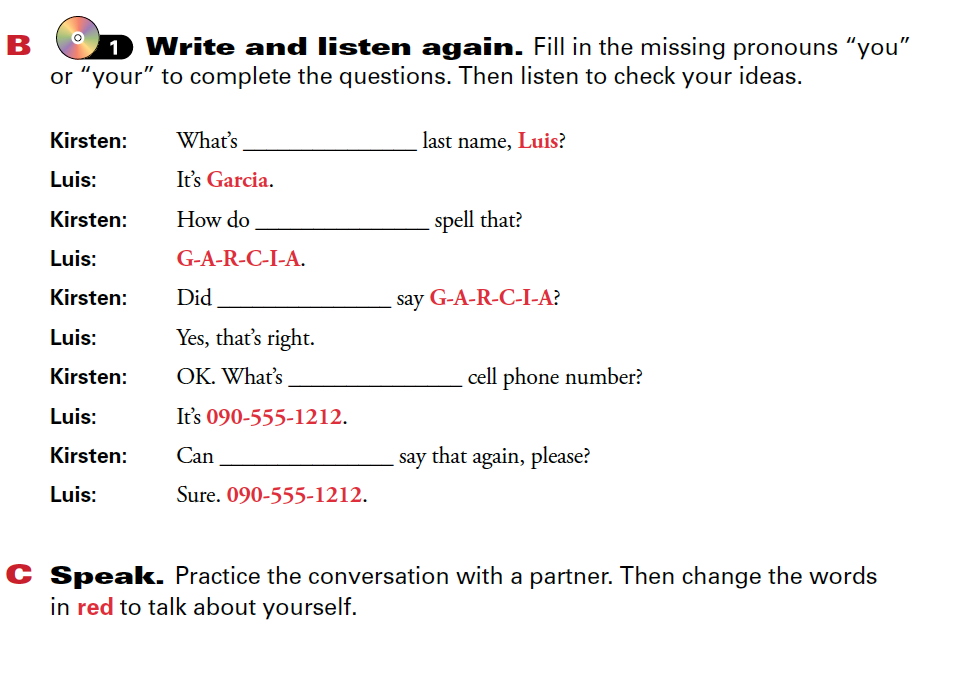 B 1 Write and listen again. Fill in the missing pronouns “you”
or “your” to complete the questions. Then listen to check your ideas.
Kirsten: What’s _______________ last name, Luis?
Luis: It’s Garcia.
Kirsten: How do _______________ spell that?
Luis: G-A-R-C-I-A.
Kirsten: Did _______________ say G-A-R-C-I-A?
Luis: Yes, that’s right.
Kirsten: OK. What’s _______________ cell phone number?
Luis: It’s 090-555-1212.
Kirsten: Can _______________ say that again, please?
Luis: Sure. 090-555-1212.
C Speak. Practice the conversation with a partner. Then change the words
in red to talk about yourself.